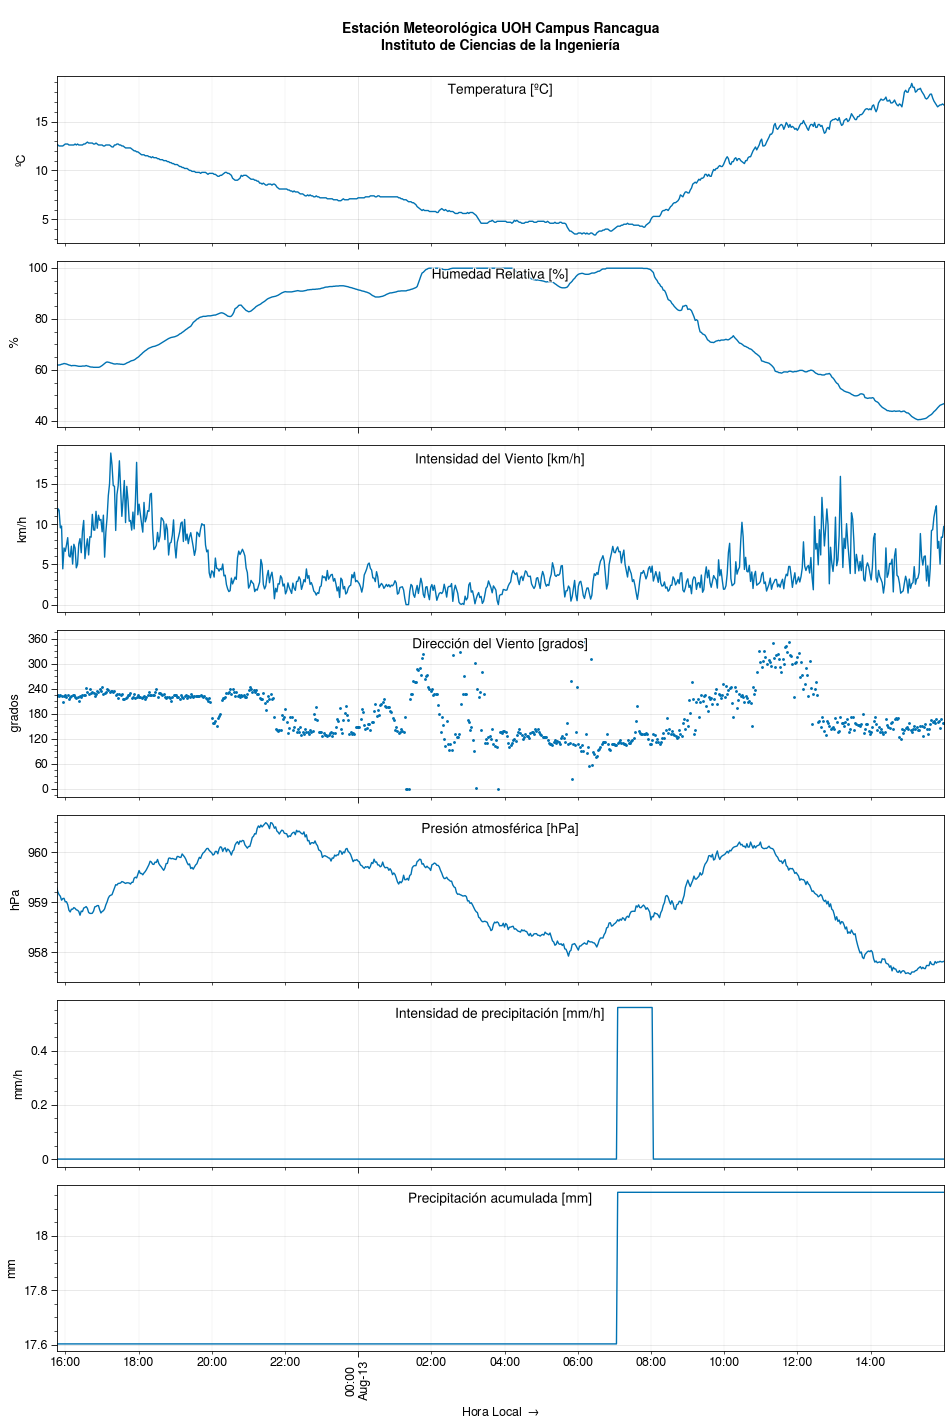 Estación Meteorológica UOH Campus Rancagua
Instituto de Ciencias de la Ingeniería
Temperatura [ºC]
ºC
15
10
5
Humedad Relativa [%]
%
100
80
60
40
Intensidad del Viento [km/h]
km/h
15
10
5
0
Dirección del Viento [grados]
grados
360
300
240
180
120
60
0
Presión atmosférica [hPa]
hPa
960
959
958
Intensidad de precipitación [mm/h]
mm/h
0.4
0.2
0
Precipitación acumulada [mm]
mm
18
17.8
17.6
16:00 18:00 20:00 22:00 00:00 02:00 04:00 06:00 08:00 10:00 12:00 14:00
Aug-13
Hora Local →